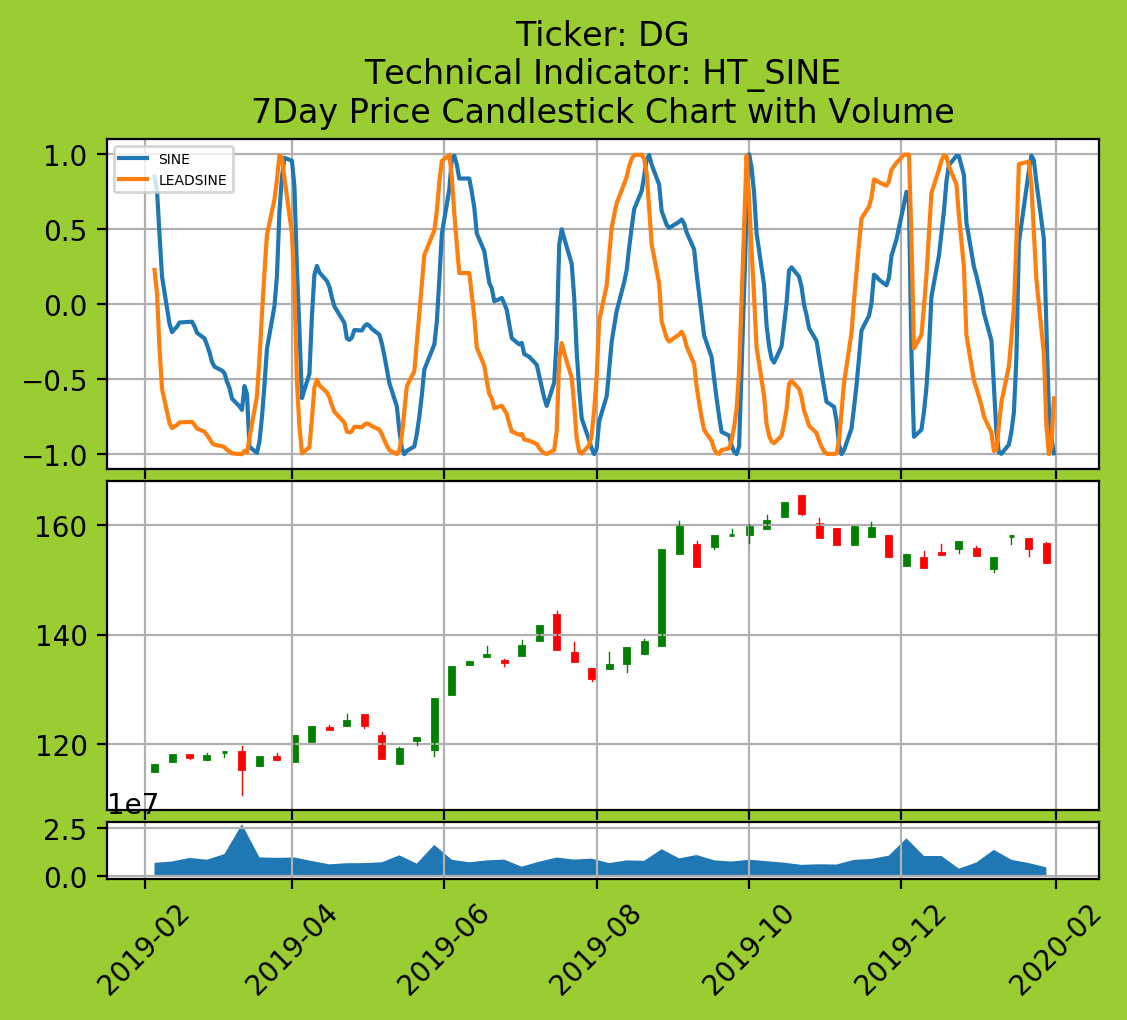 Ticker: DG
Technical Indicator: HT_SINE
7Day Price Candlestick Chart with Volume
SINE
LEADSINE
1.0
0.5
0.0
−0.5
−1.0
160
140
120
1e7
2.5
0.0
2019-02
2019-04
2019-06
2019-08
2019-10
2019-12
2020-02